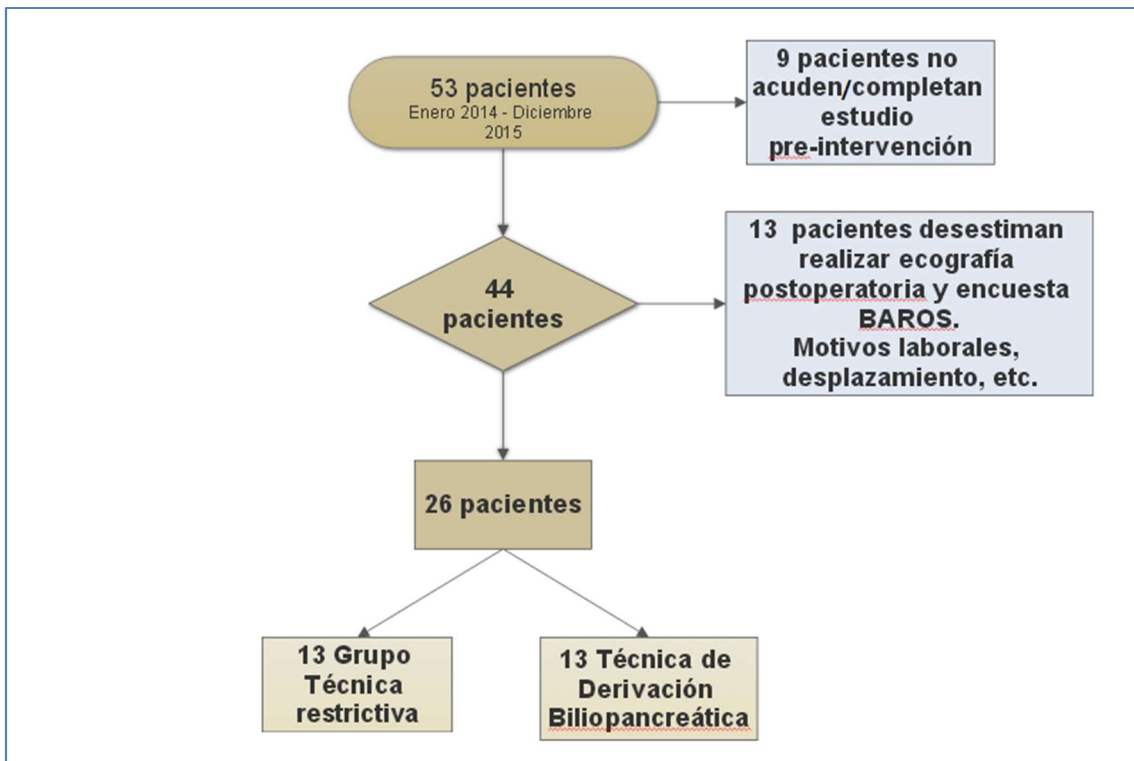 53 pacientes
Enero 2014 - Diciembre
2015
9 pacientes no
acuden/completan
estudio
pre-intervención
44
pacientes
13 pacientes desestiman
realizar ecografía
postoperatoria y encuesta
BAROS.
Motivos laborales,
desplazamiento, etc.
26 pacientes
13 Grupo
Técnica
restrictiva
13 Técnica de
Derivación
Biliopancreática